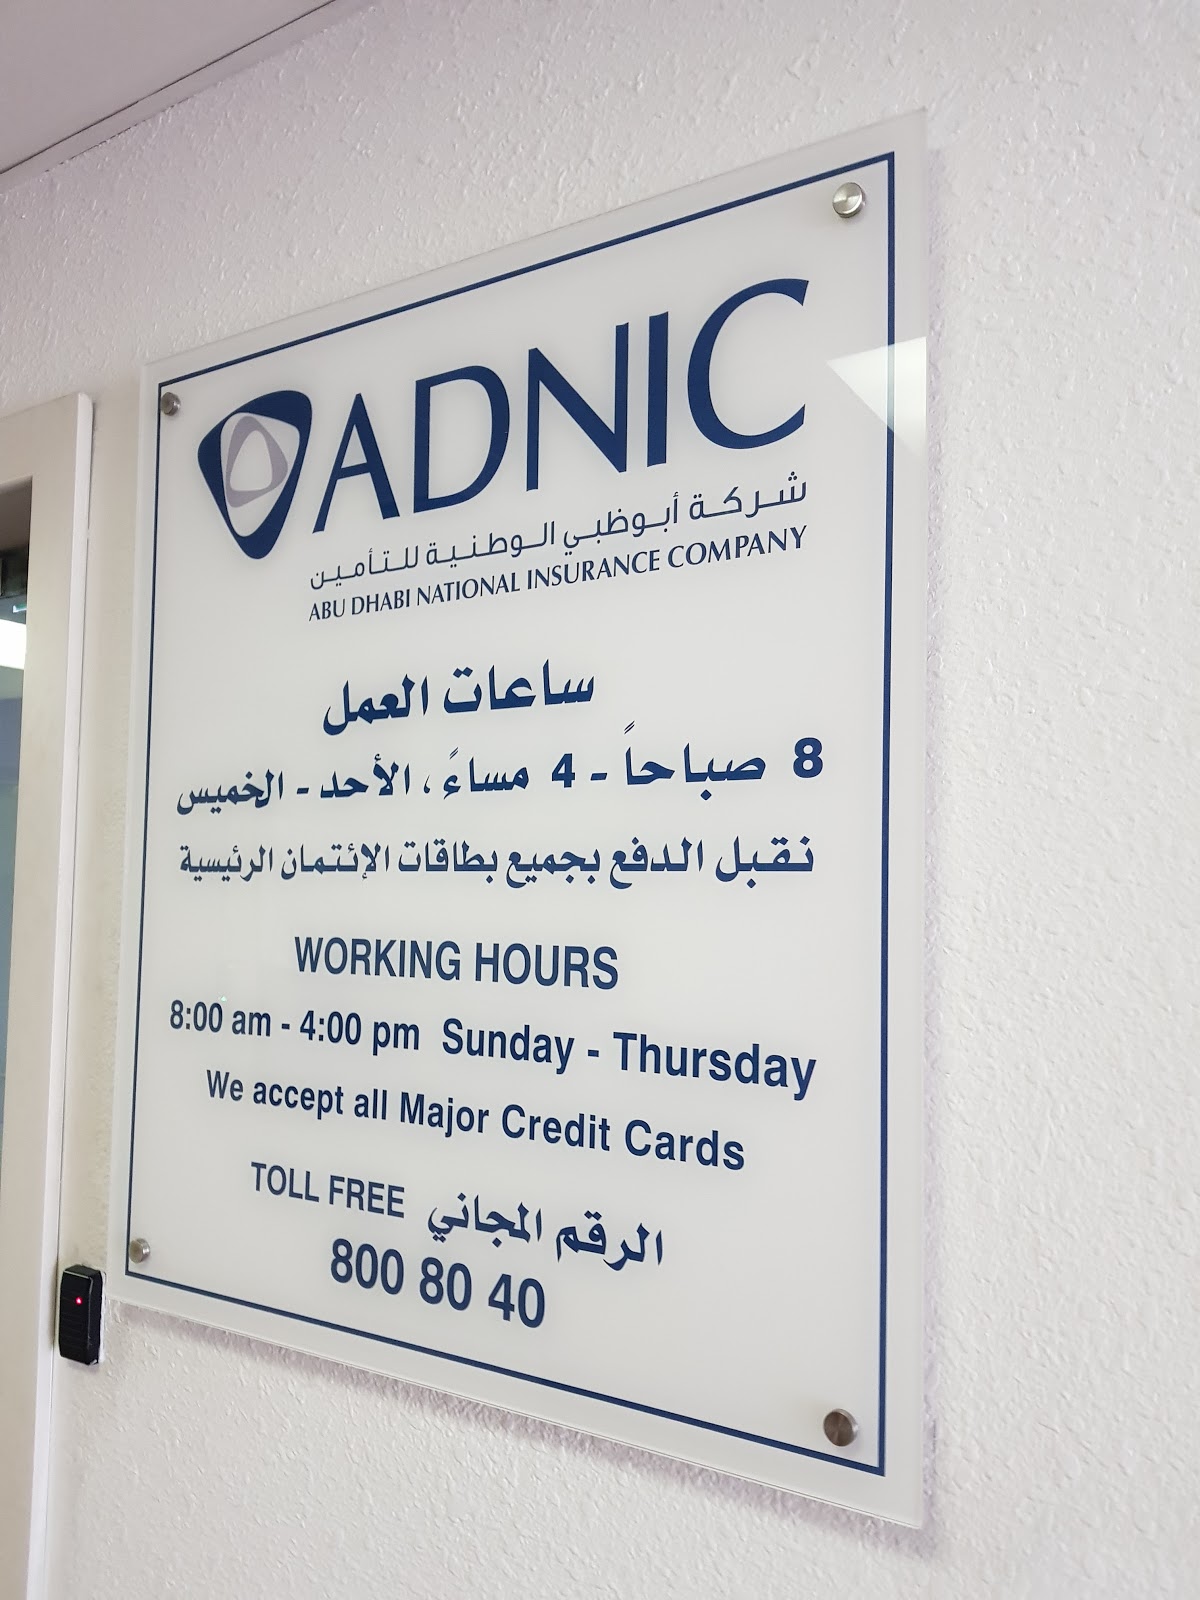 ADNIC
شركة أبوظبي الوطنية للتأمين
ABU DHABI NATIONAL INSURANCE COMPANY
ساعات العمل
8 صباحاً - 4 مساءً ، الأحد - الخميس
نقبل الدفع بجميع بطاقات الإئتمان الرئيسية
WORKING HOURS
8:00 am - 4:00 pm Sunday - Thursday
We accept all Major Credit Cards
TOLL FREE الرقم المجاني
800 80 40